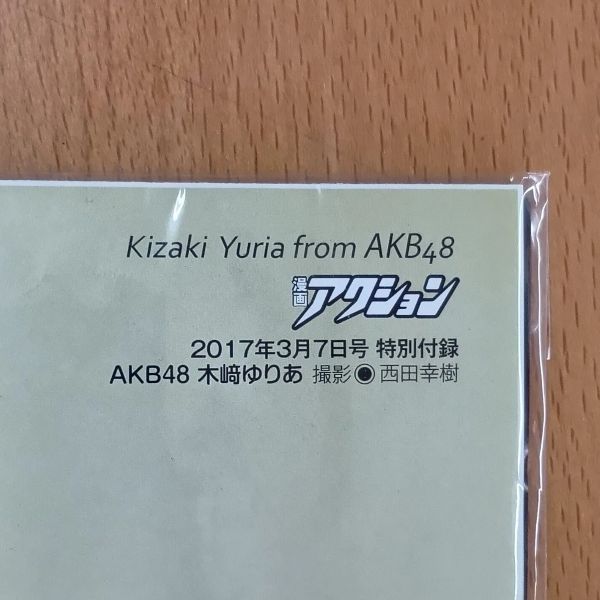 Kizaki Yuria from AKB48
漫画アクション
2017年3月7日号 特別付録
AKB48 木﨑ゆりあ 撮影◉西田幸樹